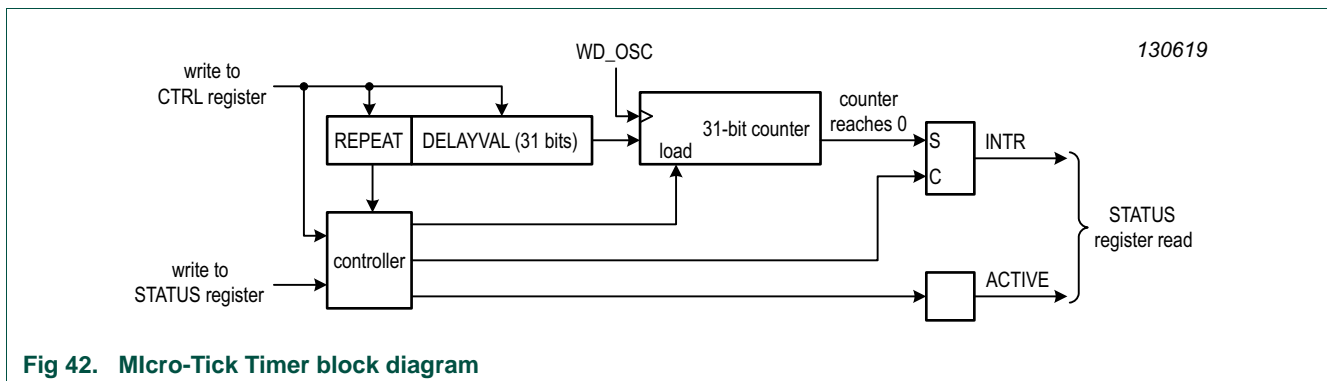 130619
WD_OSC
write to
CTRL register
counter
reaches 0
REPEAT
DELAYVAL (31 bits)
31-bit counter
load
S
INTR
C
STATUS
register read
controller
write to
STATUS register
ACTIVE
Fig 42. MIcro-Tick Timer block diagram